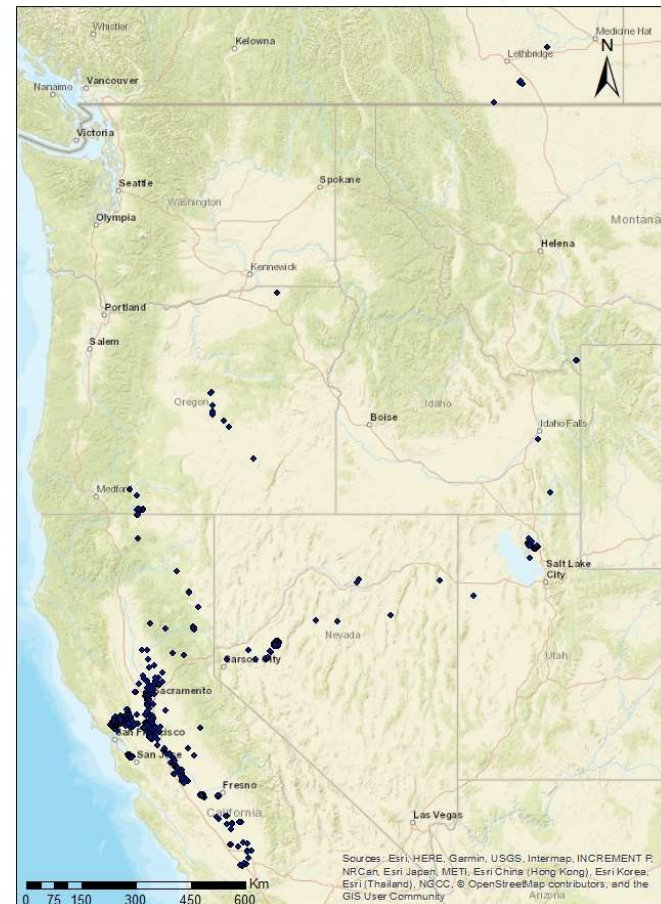 Whistler
Kelowna
Medicine Hat
Lethbridge
N
Vancouver
Nanaimo
Victoria
Seattle
Spokane
Washington
Olympia
Montana
Helena
Kennewick
Portland
Salem
Oregon
Boise
Idaho
Idaho Falls
Medford
Salt Lake
City
Nevada
Utah
Carson City
Sacramento
San Francisco
San Jose
Fresno
California
Las Vegas
Arizona
Sources: Esri, HERE, Garmin, USGS, Intermap, INCREMENT P,
NRCan, Esri Japan, METI, Esri China (Hong Kong), Esri Korea,
Esri (Thailand), NGCC, © OpenStreetMap contributors, and the
GIS User Community
Km
0 75 150 300 450 600